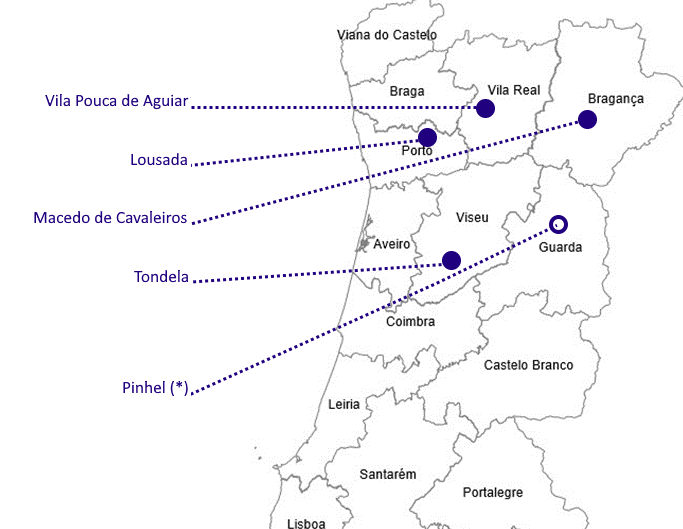 Viana do Castelo
Braga
Vila Real
Bragança
Vila Pouca de Aguiar
Porto
Lousada
Macedo de Cavaleiros
Viseu
Aveiro
Guarda
Tondela
Coimbra
Castelo Branco
Pinhel (*)
Leiria
Santarém
Portalegre
Lisboa